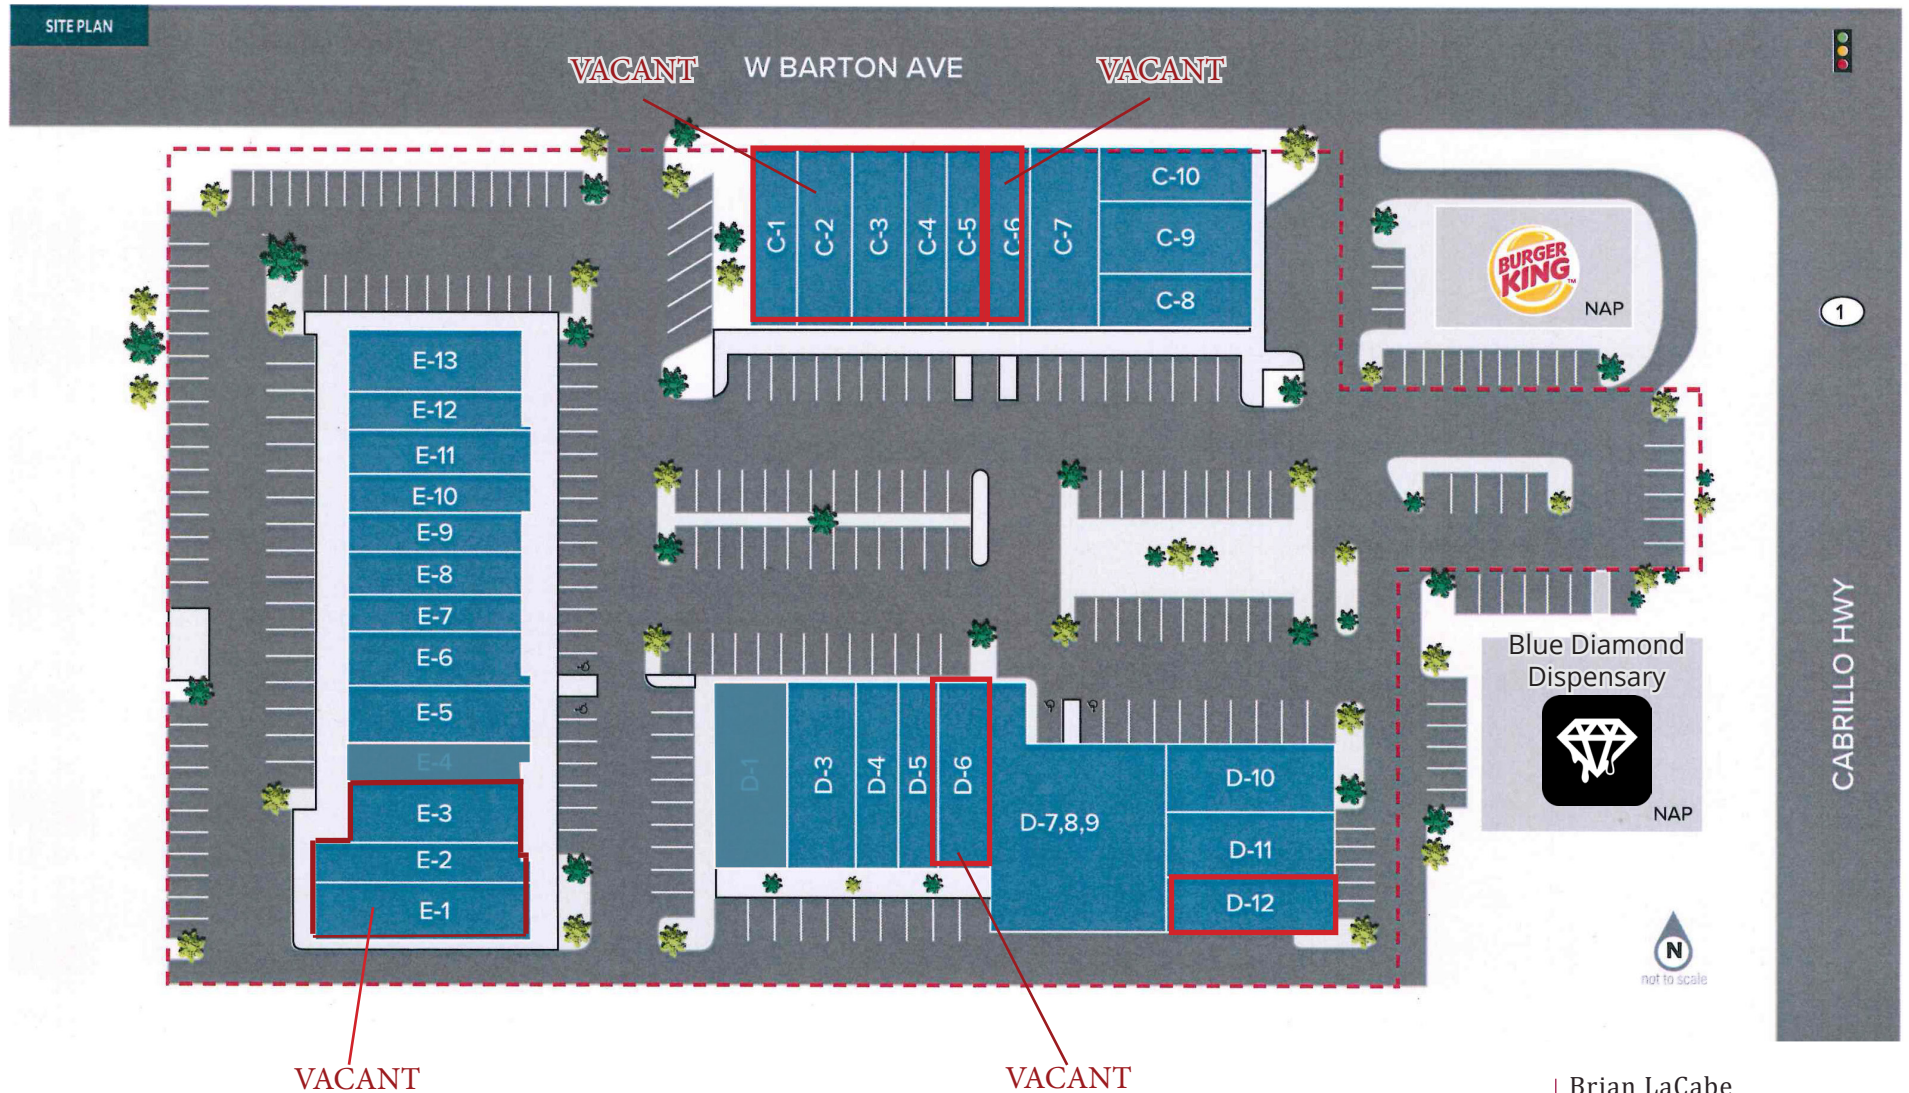 SITE PLAN
VACANT
W BARTON AVE
VACANT
C-1
C-2
C-3
C-4
C-5
C-6
C-7
C-10
C-9
C-8
BURGER
KING
TM
NAP
1
E-13
E-12
E-11
E-10
E-9
E-8
E-7
E-6
E-5
E-4
E-3
E-2
E-1
D-1
D-3
D-4
D-5
D-6
D-7,8,9
D-10
D-11
D-12
Blue Diamond
Dispensary
NAP
CABRILLO HWY
N
not to scale
VACANT
VACANT
Brian LaCabe